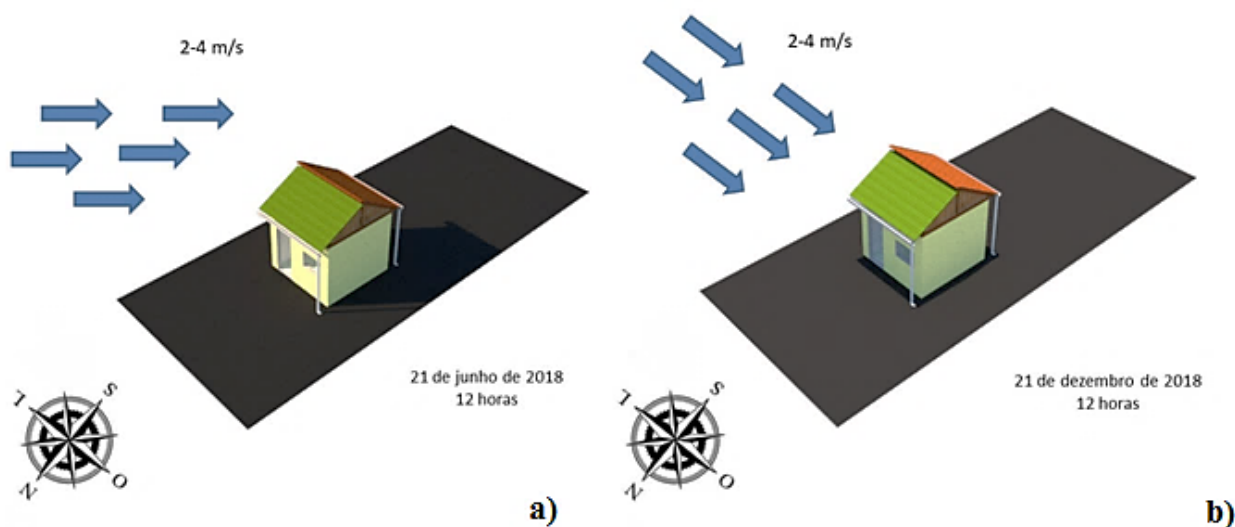 2-4 m/s
21 de junho de 2018
12 horas
L
S
N
O
a)
2-4 m/s
21 de dezembro de 2018
12 horas
L
S
N
O
b)